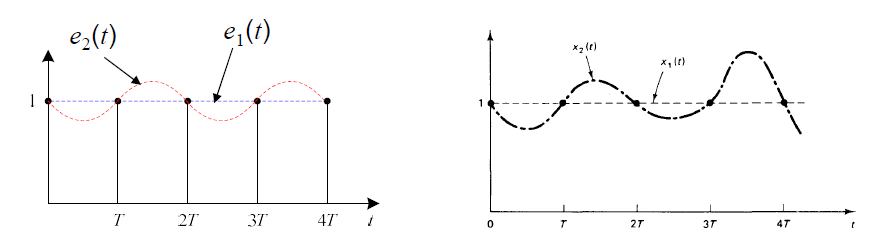 e₂(t)
e₁(t)
1
T
2T
3T
4T
t
x₂(t)
x₁(t)
1
0
T
2T
3T
4T
t